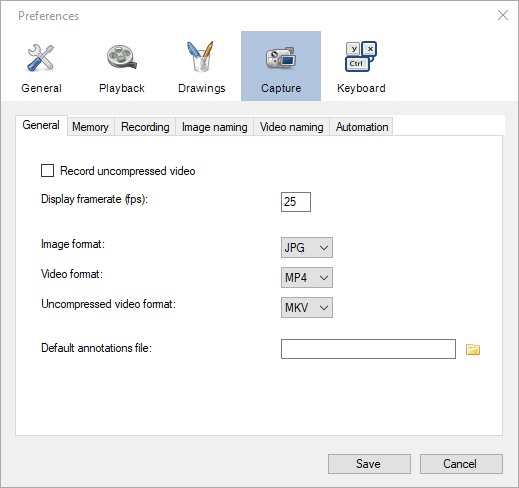 Preferences
y x
Ctrl
General Playback Drawings Capture Keyboard
General Memory Recording Image naming Video naming Automation
Record uncompressed video
Display framerate (fps): 25
Image format: JPG
Video format: MP4
Uncompressed video format: MKV
Default annotations file:
Save Cancel